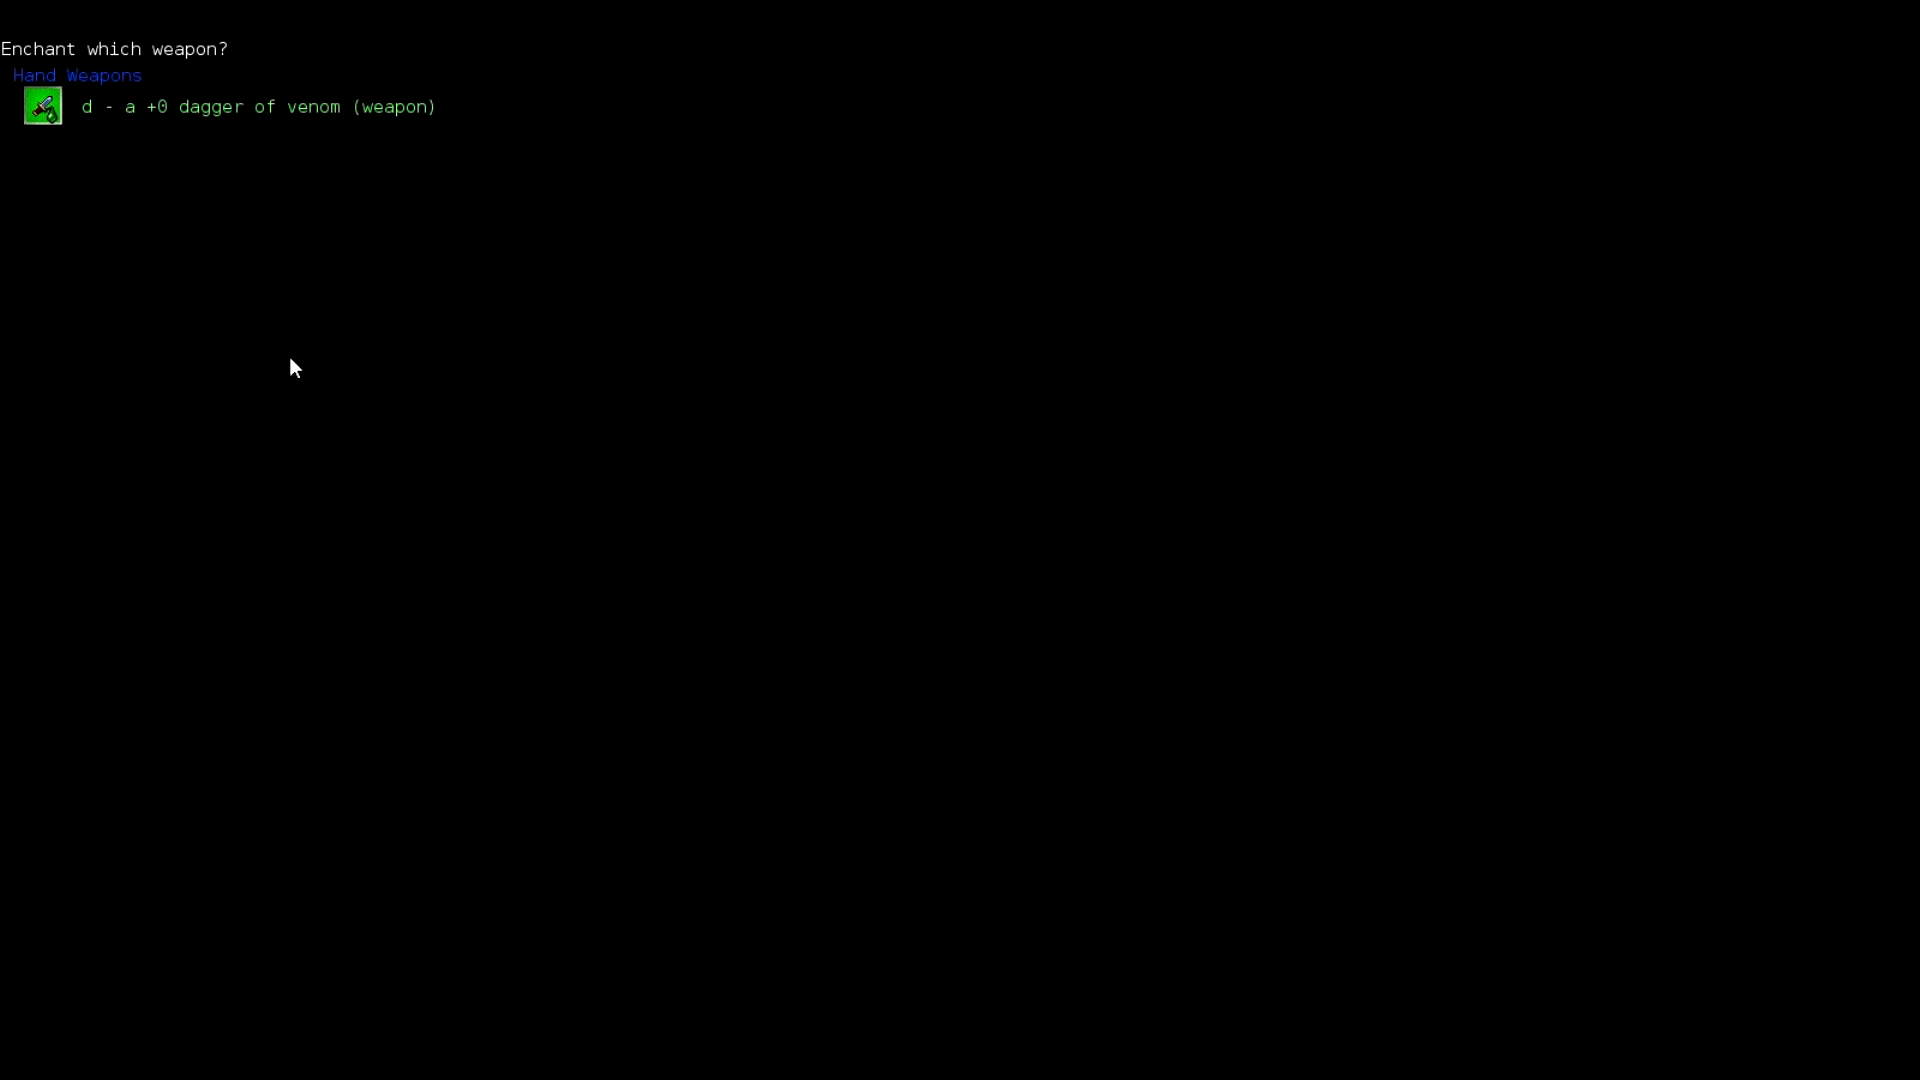 Enchant which weapon?
Hand Weapons
d - a +0 dagger of venom (weapon)